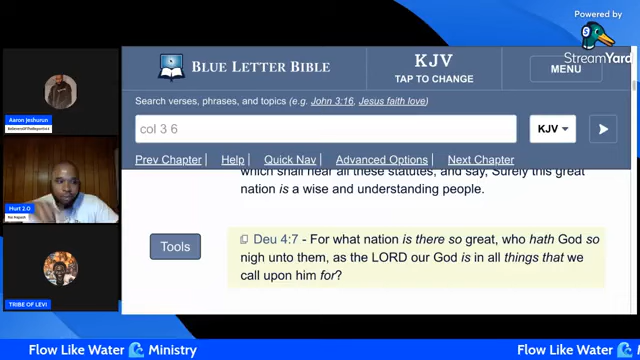 Powered by
StreamYard
BLUE LETTER BIBLE
KJV
TAP TO CHANGE
MENU
Search verses, phrases, and topics (e.g. John 3:16, Jesus faith love)
col 3 6
KJV
Prev Chapter | Help | Quick Nav | Advanced Options | Next Chapter
which shall hear all these statutes, and say, Surely this great
nation is a wise and understanding people.
Tools
Deu 4:7 - For what nation is there so great, who hath God so
nigh unto them, as the LORD our God is in all things that we
call upon him for?
Aaron Jeshurun
Hurt 2.0
TRIBE OF LEVI
Flow Like Water 🌊 Ministry
Flow Like Water 🌊 Ministry